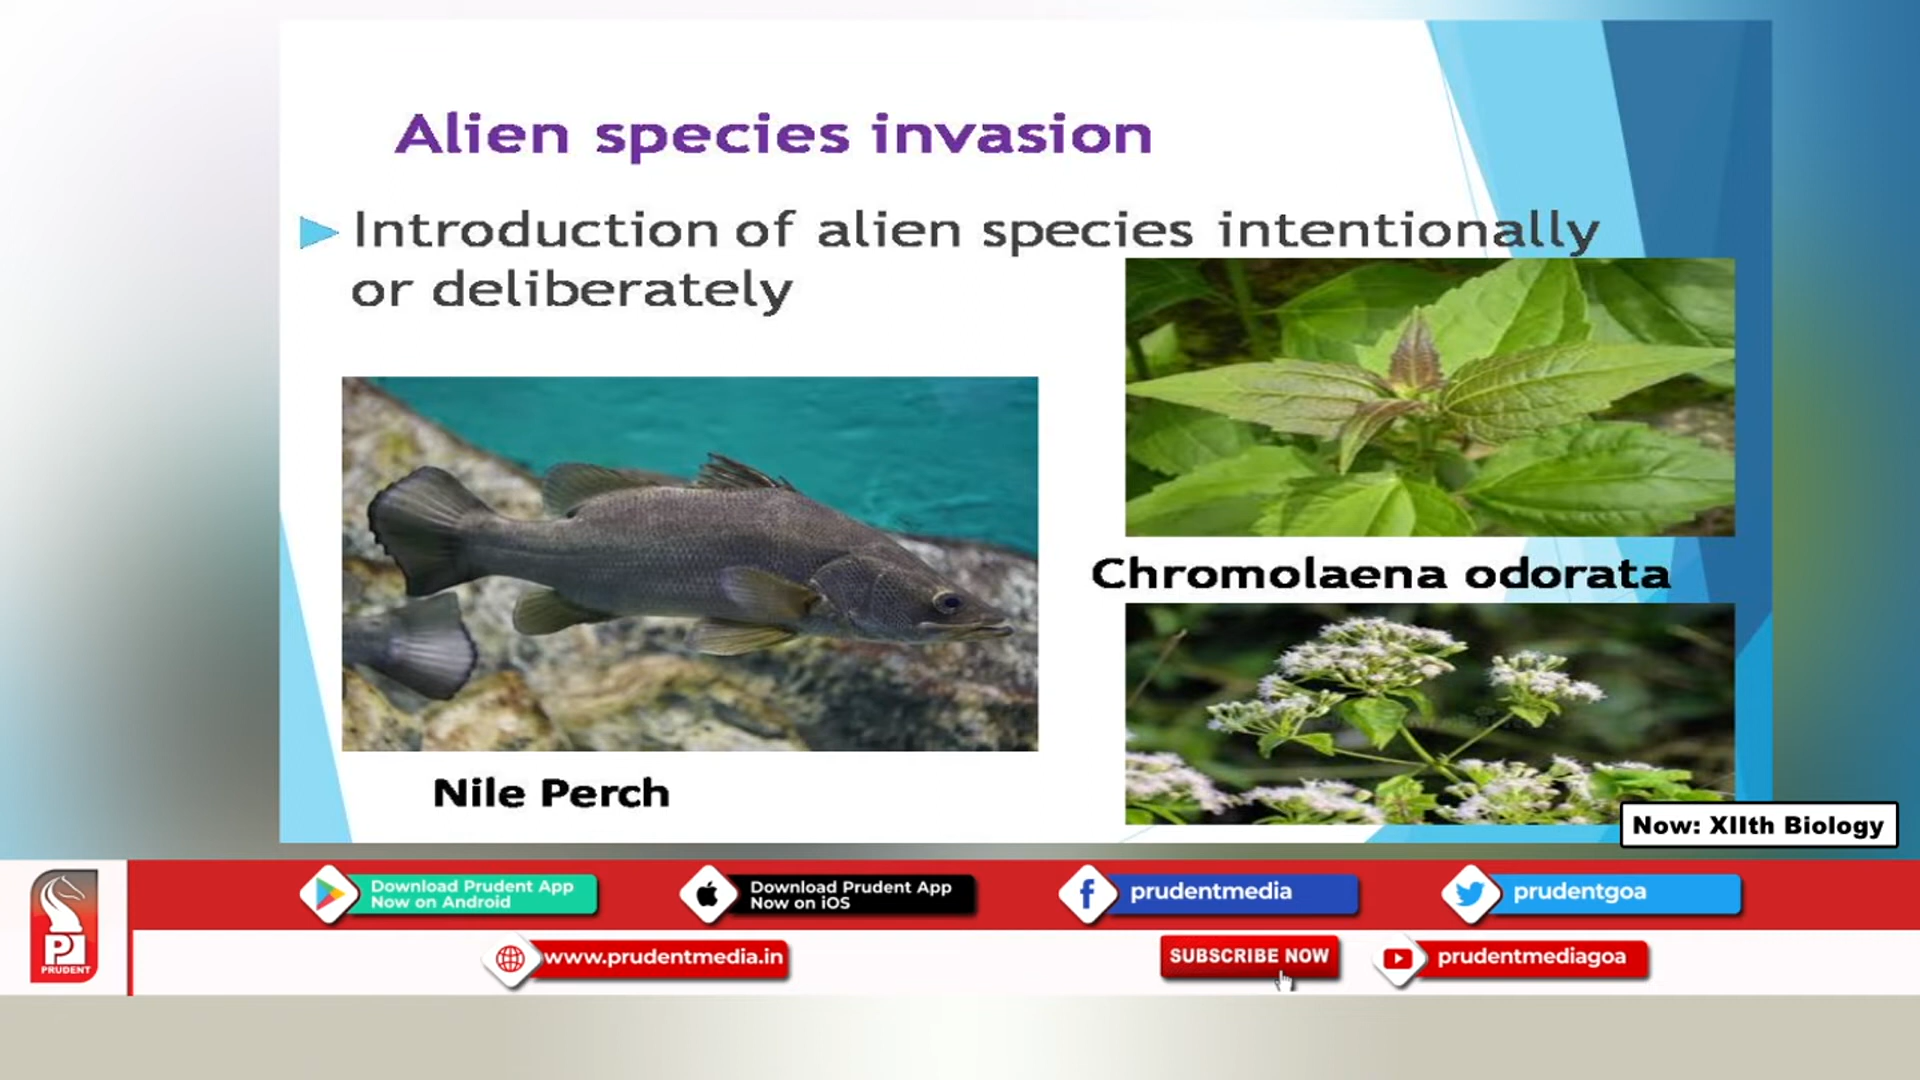 Alien species invasion
Introduction of alien species intentionally
or deliberately
Chromolaena odorata
Nile Perch
Now: XIIth Biology
Download Prudent App
Now on Android
Download Prudent App
Now on iOS
prudentmedia
prudentgoa
PRUDENT
www.prudentmedia.in
SUBSCRIBE NOW
prudentmediagoa